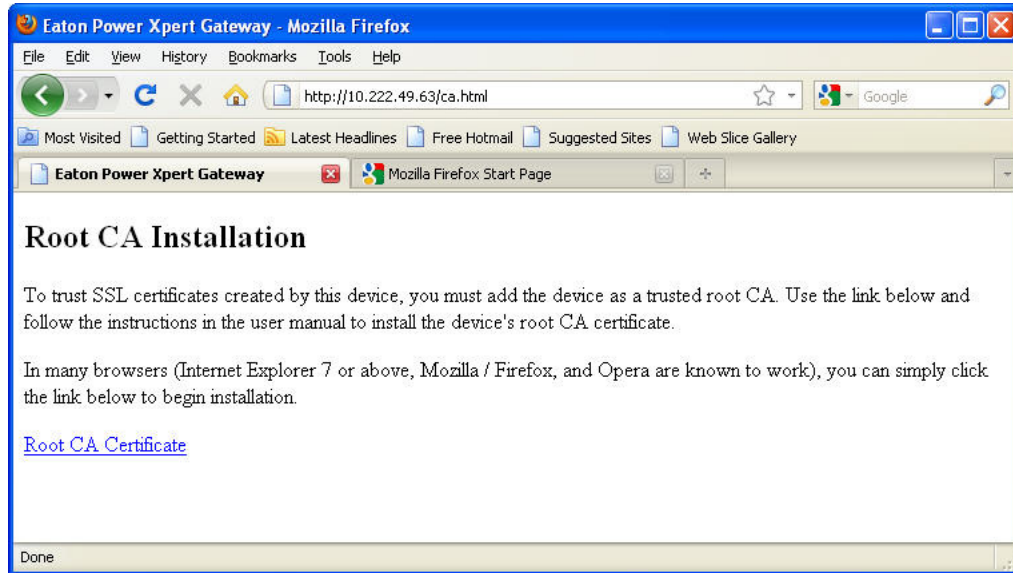 Eaton Power Xpert Gateway - Mozilla Firefox
File Edit View History Bookmarks Tools Help
http://10.222.49.63/ca.html Google
Most Visited Getting Started Latest Headlines Free Hotmail Suggested Sites Web Slice Gallery
Eaton Power Xpert Gateway Mozilla Firefox Start Page
Root CA Installation
To trust SSL certificates created by this device, you must add the device as a trusted root CA. Use the link below and
follow the instructions in the user manual to install the device's root CA certificate.
In many browsers (Internet Explorer 7 or above, Mozilla / Firefox, and Opera are known to work), you can simply click
the link below to begin installation.
Root CA Certificate
Done